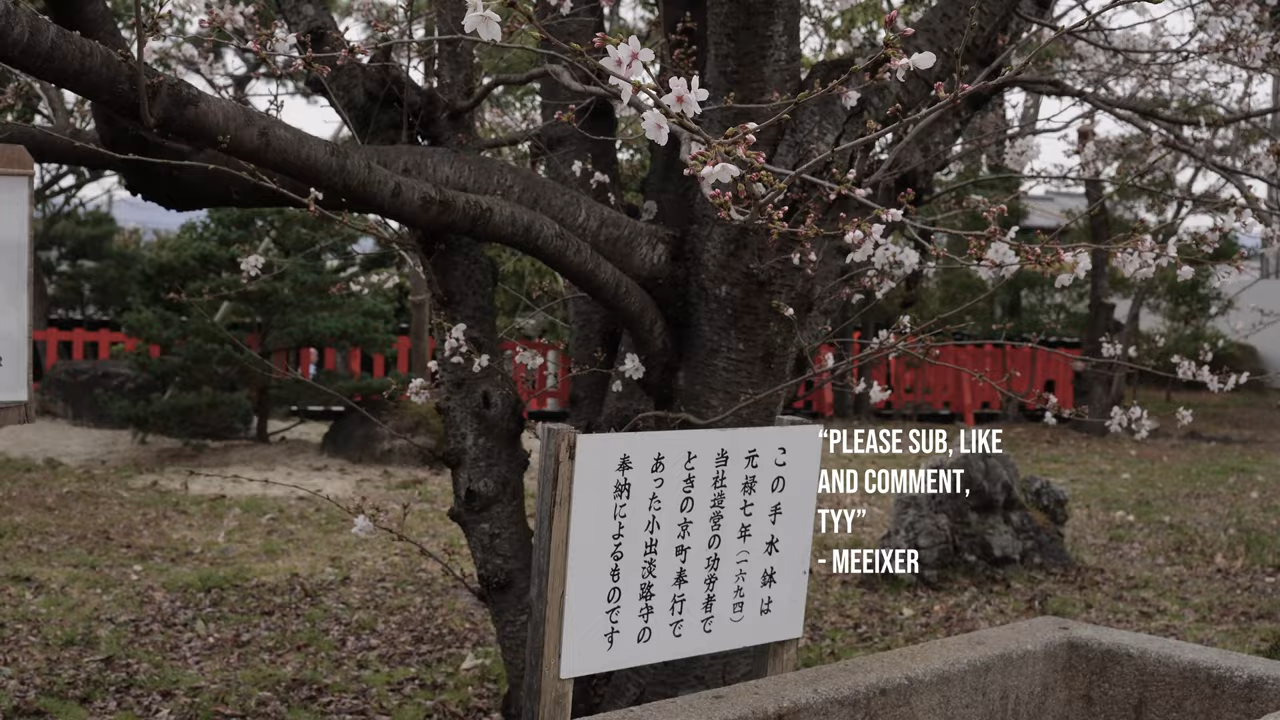 この手水鉢は
元禄七年(一六九四)
当社造営の功労者で
ときの京町奉行で
あった小出淡路守の
奉納によるものです
“PLEASE SUB, LIKE
AND COMMENT,
TYY”
- MEEIXER